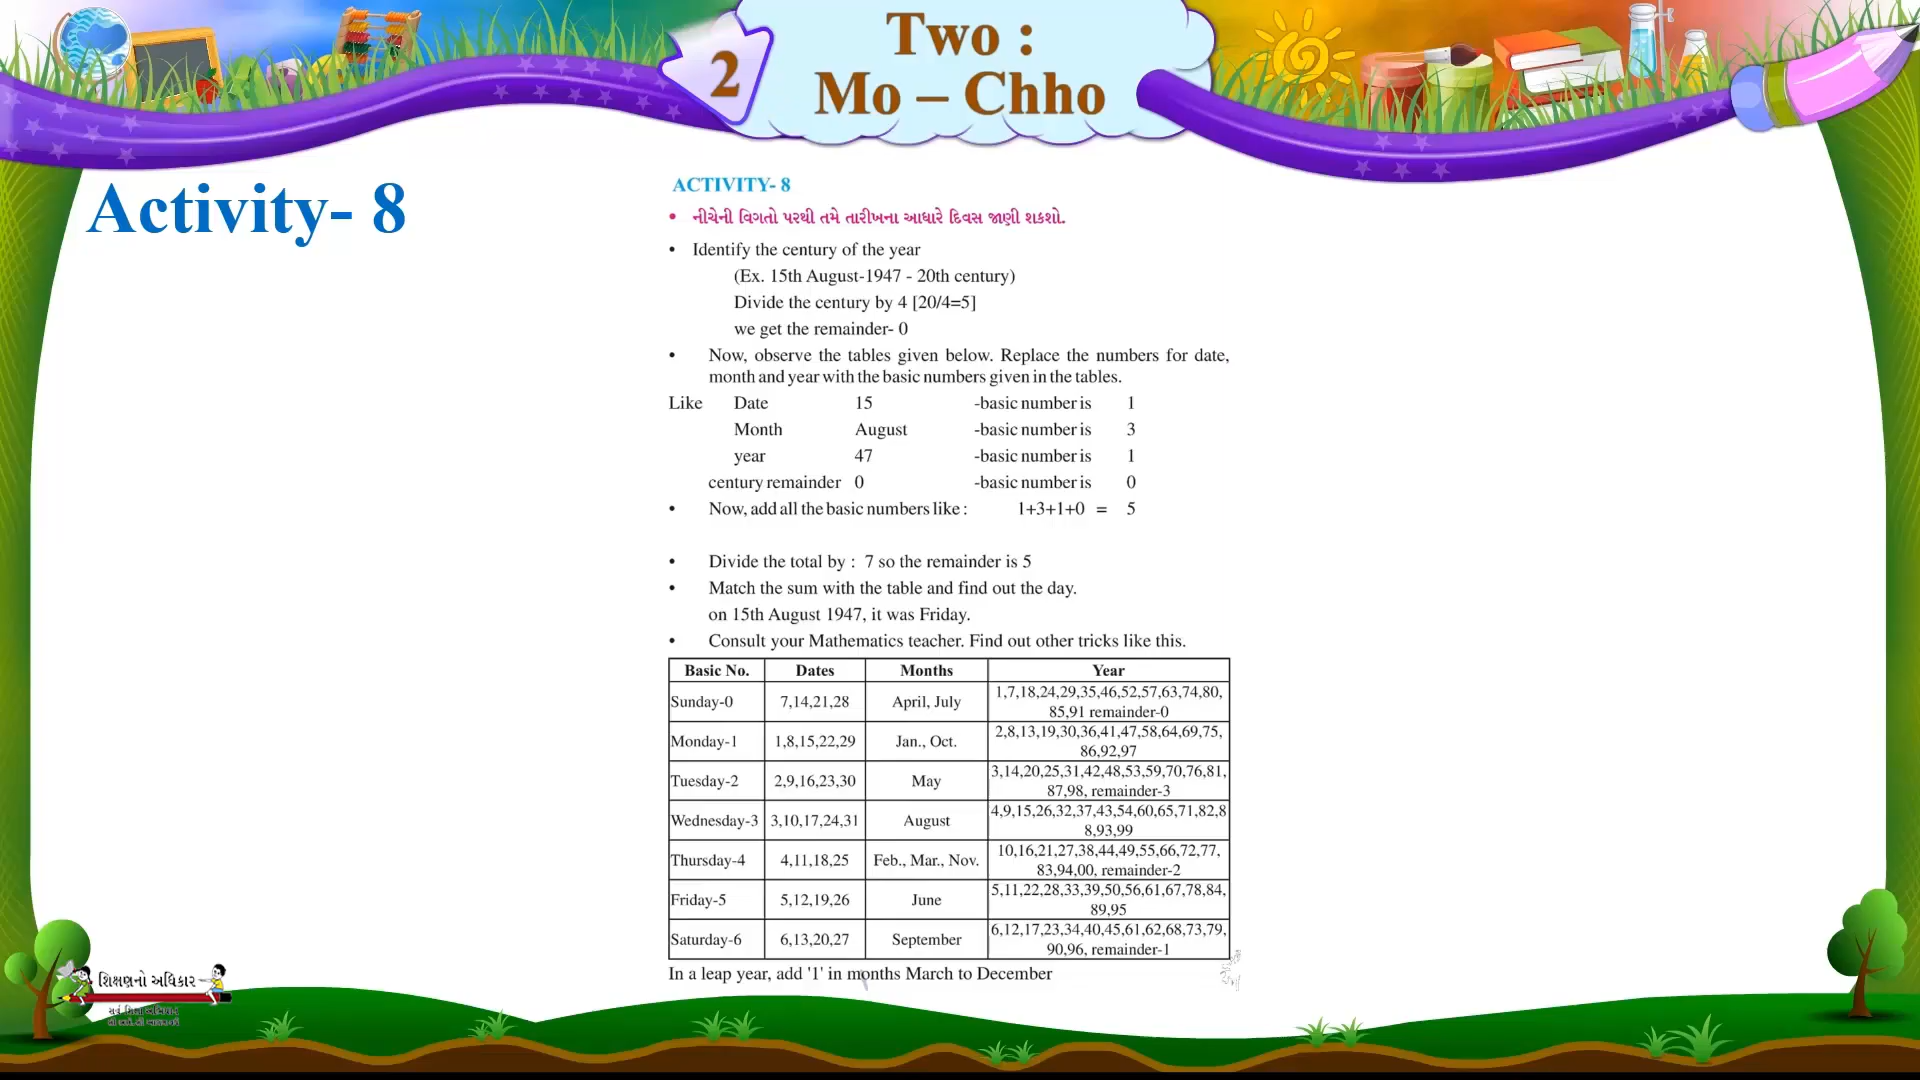 2
Two :
Mo – Chho
Activity- 8
ACTIVITY- 8
• નીચેની વિગતો પરથી તમે તારીખના આધારે દિવસ જાણી શકશો.
• Identify the century of the year
(Ex. 15th August-1947 - 20th century)
Divide the century by 4 [20/4=5]
we get the remainder- 0
• Now, observe the tables given below. Replace the numbers for date,
month and year with the basic numbers given in the tables.
Like Date 15 -basic number is 1
Month August -basic number is 3
year 47 -basic number is 1
century remainder 0 -basic number is 0
• Now, add all the basic numbers like : 1+3+1+0 = 5
• Divide the total by : 7 so the remainder is 5
• Match the sum with the table and find out the day.
on 15th August 1947, it was Friday.
• Consult your Mathematics teacher. Find out other tricks like this.
Basic No. Dates Months Year
Sunday-0 7,14,21,28 April, July 1,7,18,24,29,35,46,52,57,63,74,80,
85,91 remainder-0
Monday-1 1,8,15,22,29 Jan., Oct. 2,8,13,19,30,36,41,47,58,64,69,75,
86,92,97
Tuesday-2 2,9,16,23,30 May 3,14,20,25,31,42,48,53,59,70,76,81,
87,98, remainder-3
Wednesday-3 3,10,17,24,31 August 4,9,15,26,32,37,43,54,60,65,71,82,8
8,93,99
Thursday-4 4,11,18,25 Feb., Mar., Nov. 10,16,21,27,38,44,49,55,66,72,77,
83,94,00, remainder-2
Friday-5 5,12,19,26 June 5,11,22,28,33,39,50,56,61,67,78,84,
89,95
Saturday-6 6,13,20,27 September 6,12,17,23,34,40,45,61,62,68,73,79,
90,96, remainder-1
In a leap year, add '1' in months March to December
શિક્ષણનો અધિકાર